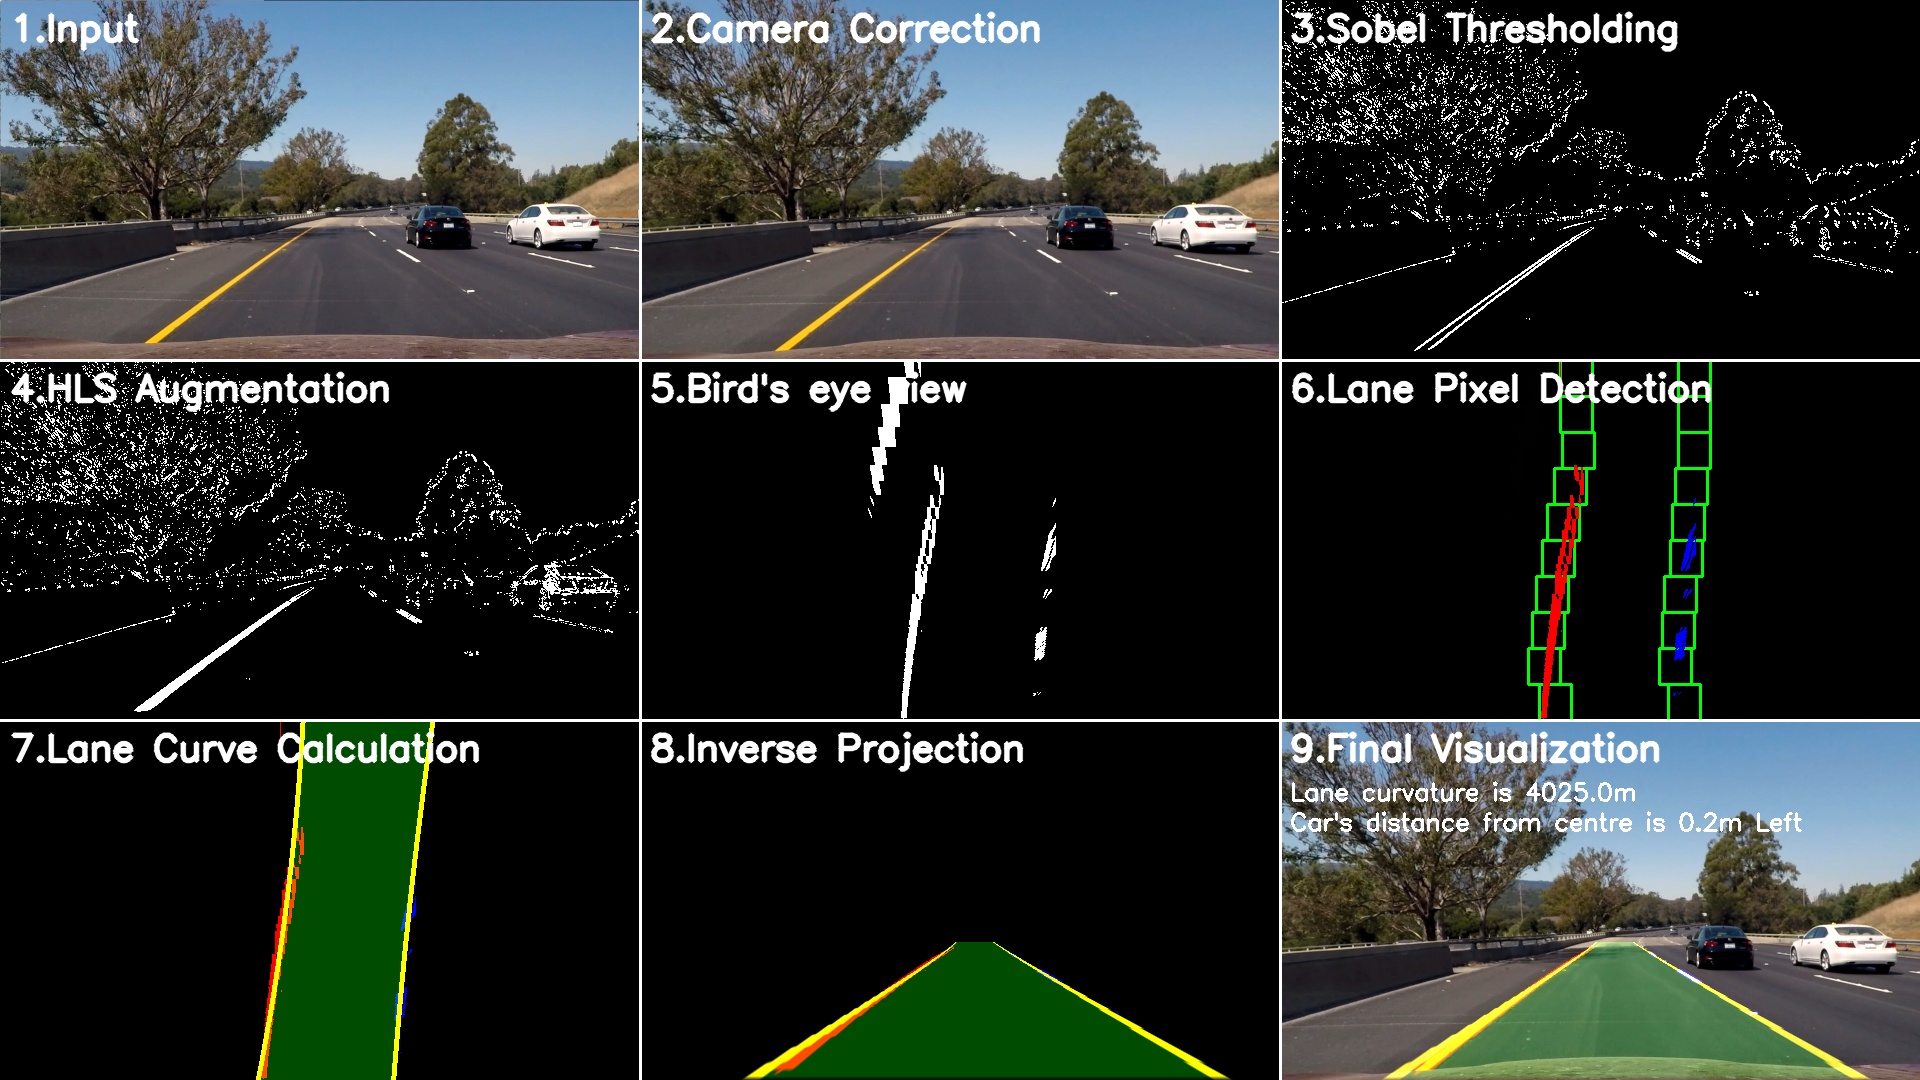 1.Input
2.Camera Correction
3.Sobel Thresholding
4.HLS Augmentation
5.Bird's eye view
6.Lane Pixel Detection
7.Lane Curve Calculation
8.Inverse Projection
9.Final Visualization
Lane curvature is 4025.0m
Car's distance from centre is 0.2m Left